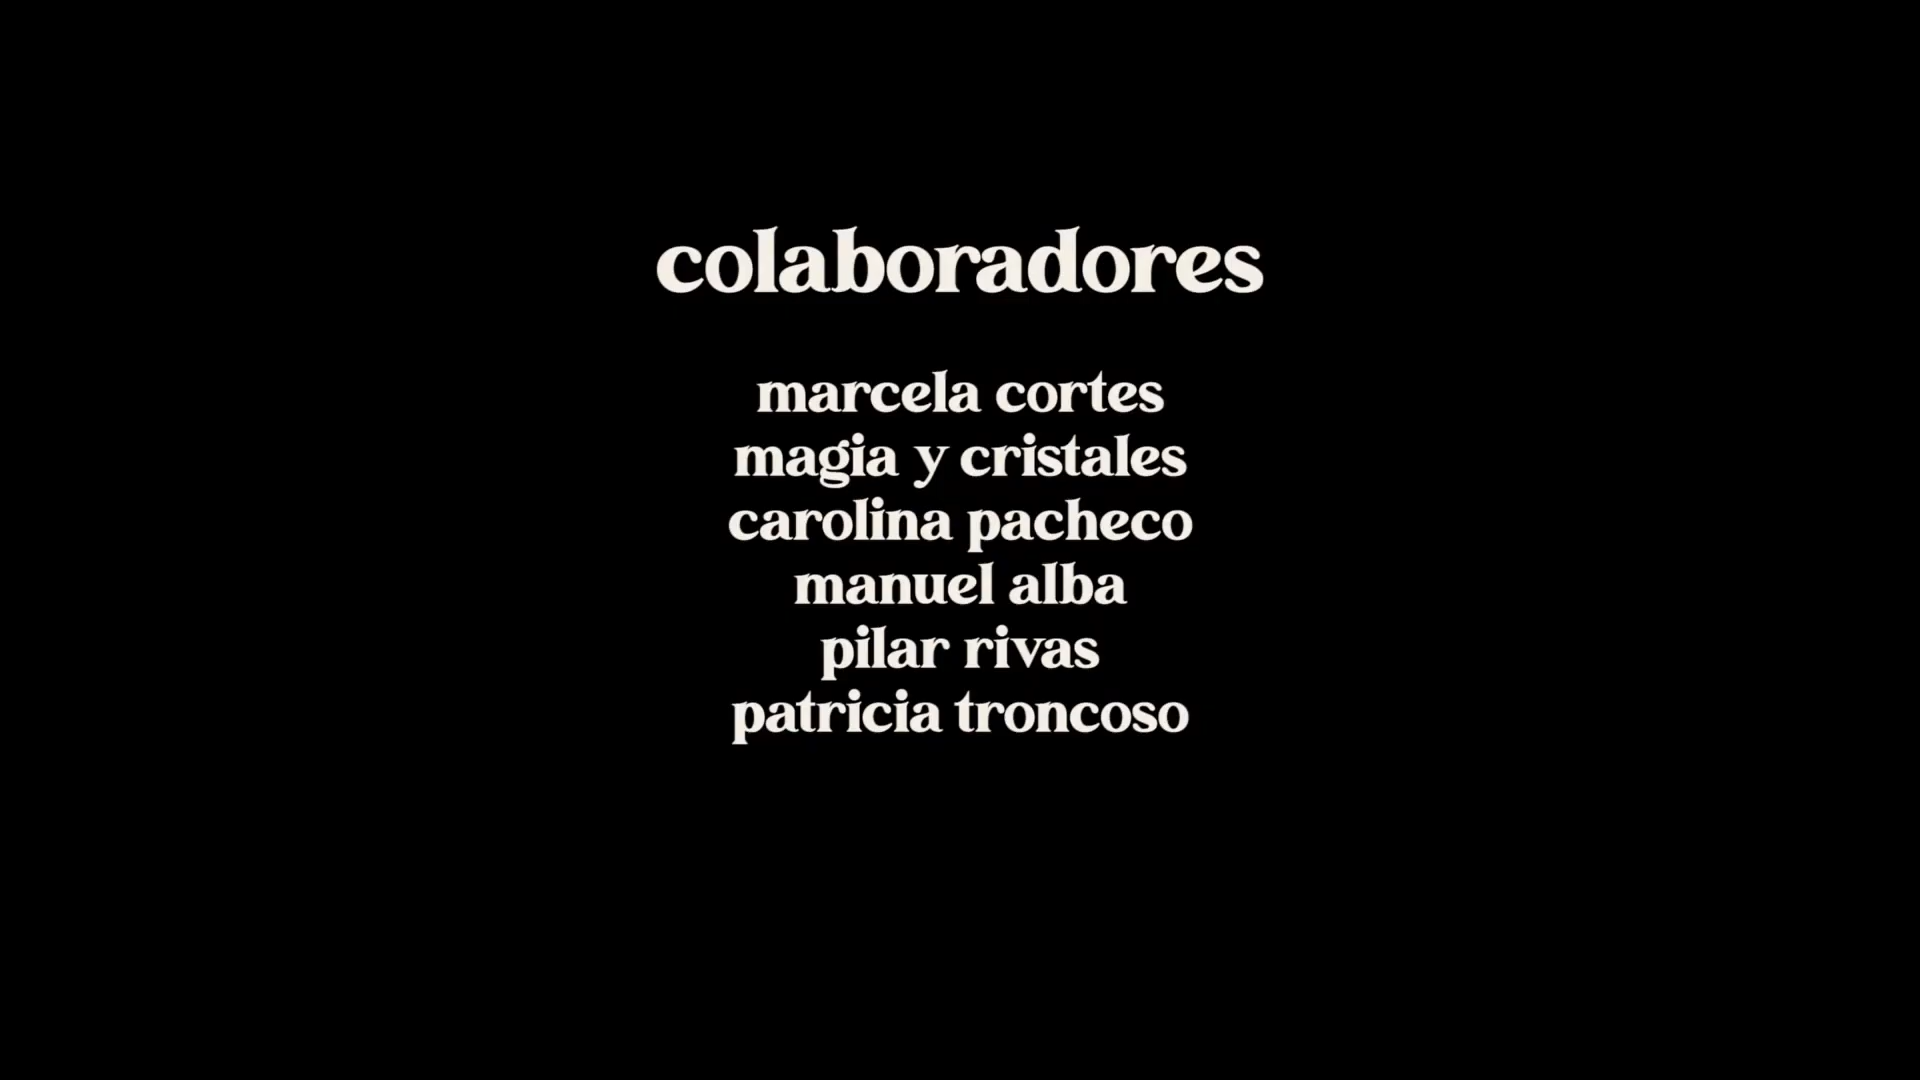 colaboradores
marcela cortes
magia y cristales
carolina pacheco
manuel alba
pilar rivas
patricia troncoso